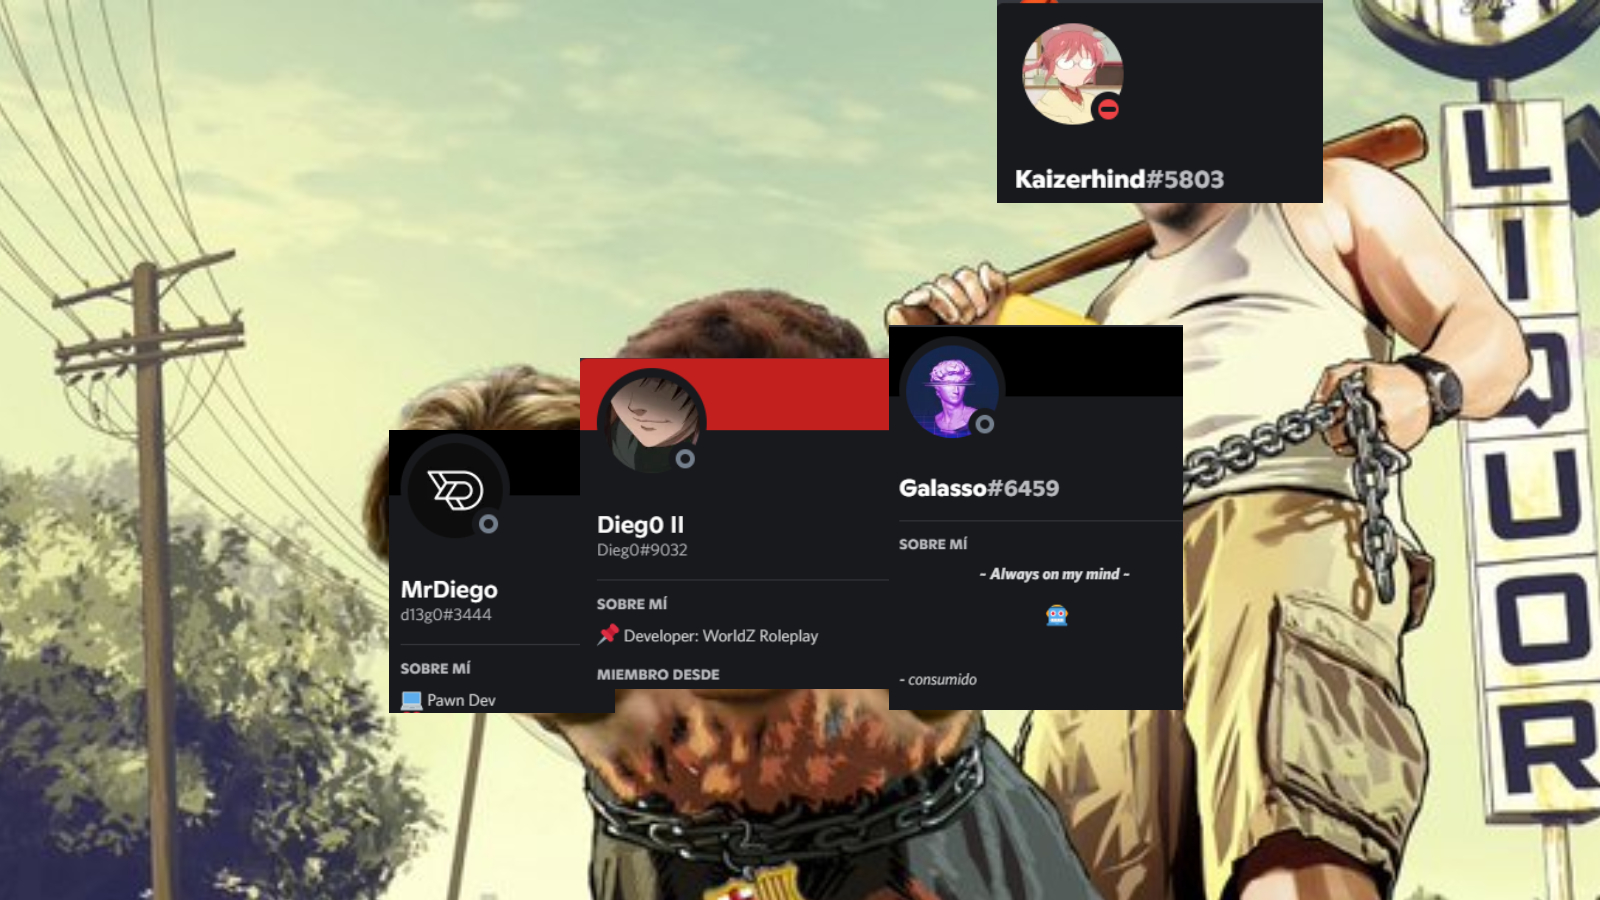 Kaizerhind#5803
MrDiego
d13g0#3444
SOBRE MÍ
Pawn Dev
Dieg0 II
Dieg0#9032
SOBRE MÍ
Developer: WorldZ Roleplay
MIEMBRO DESDE
Galasso#6459
SOBRE MÍ
- Always on my mind -
- consumido
LIQUOR